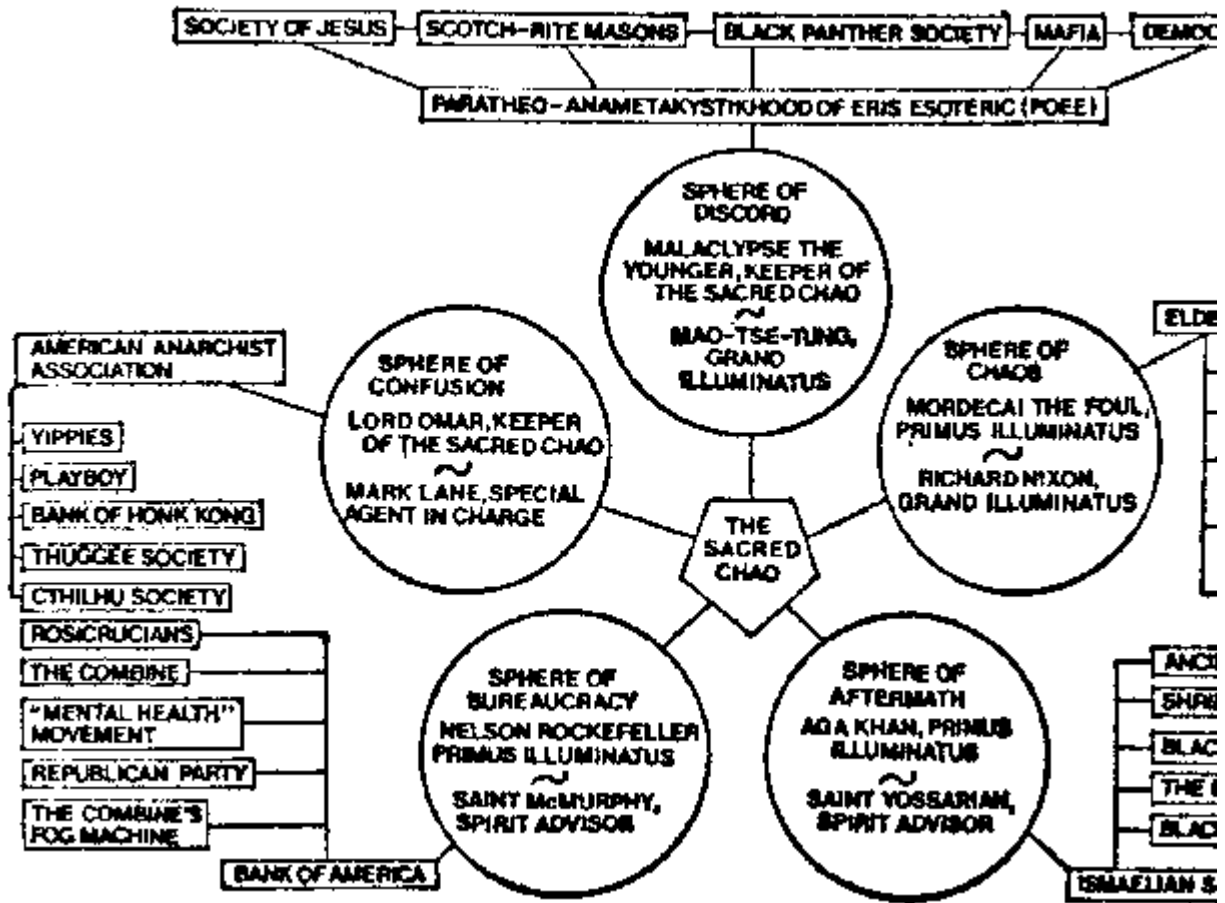 SOCIETY OF JESUS
SCOTCH-RITE MASONS
BLACK PANTHER SOCIETY
MAFIA
PARATHEO-ANAMETAKYSTIKHOOD OF ERIS ESOTERIC (POEE)
SPHERE OF
DISCORD
MALACLYPSE THE
YOUNGER, KEEPER OF
THE SACRED CHAO
~
MAO-TSE-TUNG,
GRAND
ILLUMINATUS
AMERICAN ANARCHIST
ASSOCIATION
YIPPIES
PLAYBOY
BANK OF HONK KONG
THUGGEE SOCIETY
CTHILHU SOCIETY
SPHERE OF
CONFUSION
LORD OMAR, KEEPER
OF THE SACRED CHAO
~
MARK LANE, SPECIAL
AGENT IN CHARGE
SPHERE OF
CHAOS
MORDECAI THE FOUL,
PRIMUS ILLUMINATUS
~
RICHARD NIXON,
GRAND ILLUMINATUS
THE
SACRED
CHAO
ROSICRUCIANS
THE COMBINE
"MENTAL HEALTH"
MOVEMENT
REPUBLICAN PARTY
THE COMBINE'S
FOG MACHINE
BANK OF AMERICA
SPHERE OF
BUREAUCRACY
NELSON ROCKEFELLER
PRIMUS ILLUMINATUS
~
SAINT McMURPHY,
SPIRIT ADVISOR
SPHERE OF
AFTERMATH
AGA KHAN, PRIMUS
ILLUMINATUS
~
SAINT YOSSARIAN,
SPIRIT ADVISOR
THE
ISMAELIAN